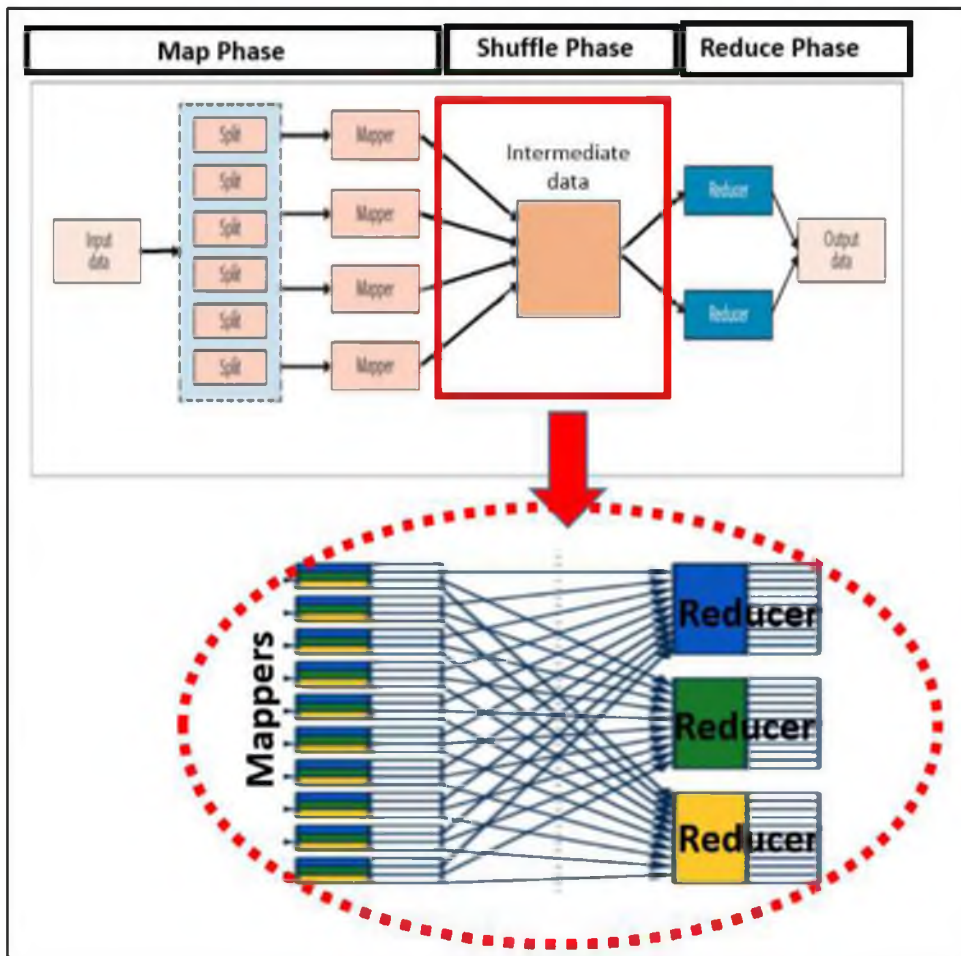 Map Phase
Shuffle Phase
Reduce Phase
Input
data
Split
Split
Split
Split
Split
Split
Mapper
Mapper
Mapper
Mapper
Intermediate
data
Reducer
Reducer
Output
data
Mappers
Reducer
Reducer
Reducer